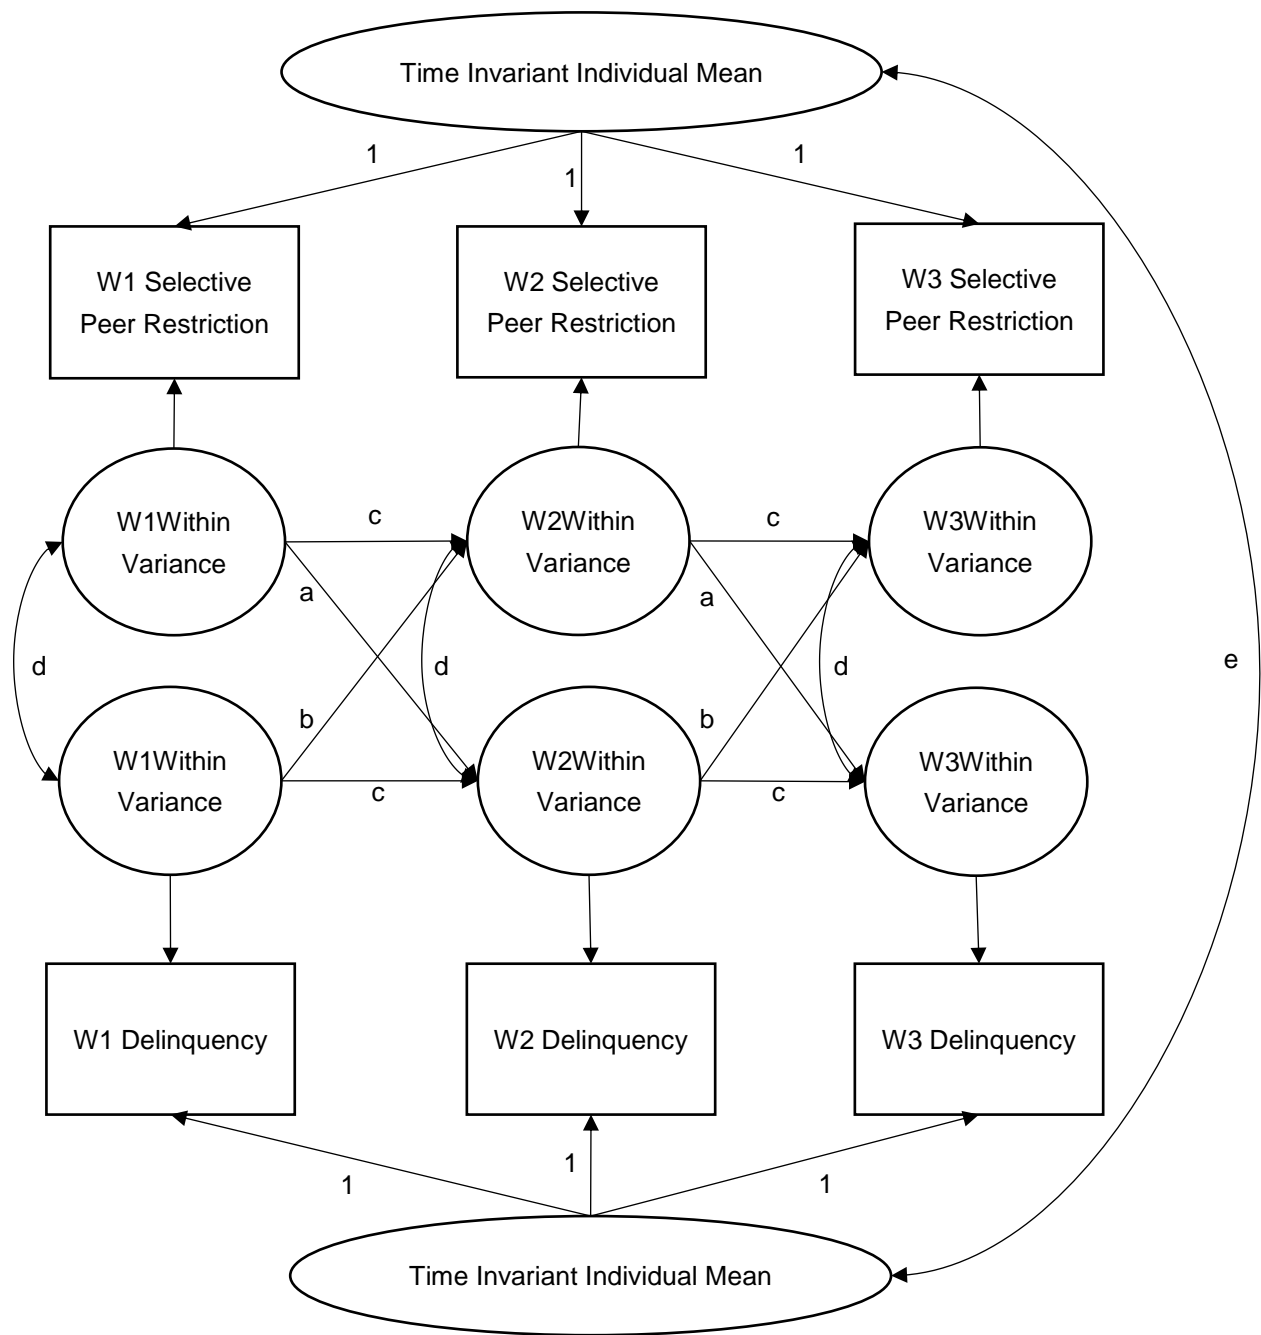 Time Invariant Individual Mean
1
1
1
W1 Selective
Peer Restriction
W2 Selective
Peer Restriction
W3 Selective
Peer Restriction
W1Within
Variance
c
W2Within
Variance
c
W3Within
Variance
a
a
d
d
d
e
b
b
W1Within
Variance
c
W2Within
Variance
c
W3Within
Variance
W1 Delinquency
W2 Delinquency
W3 Delinquency
1
1
1
Time Invariant Individual Mean